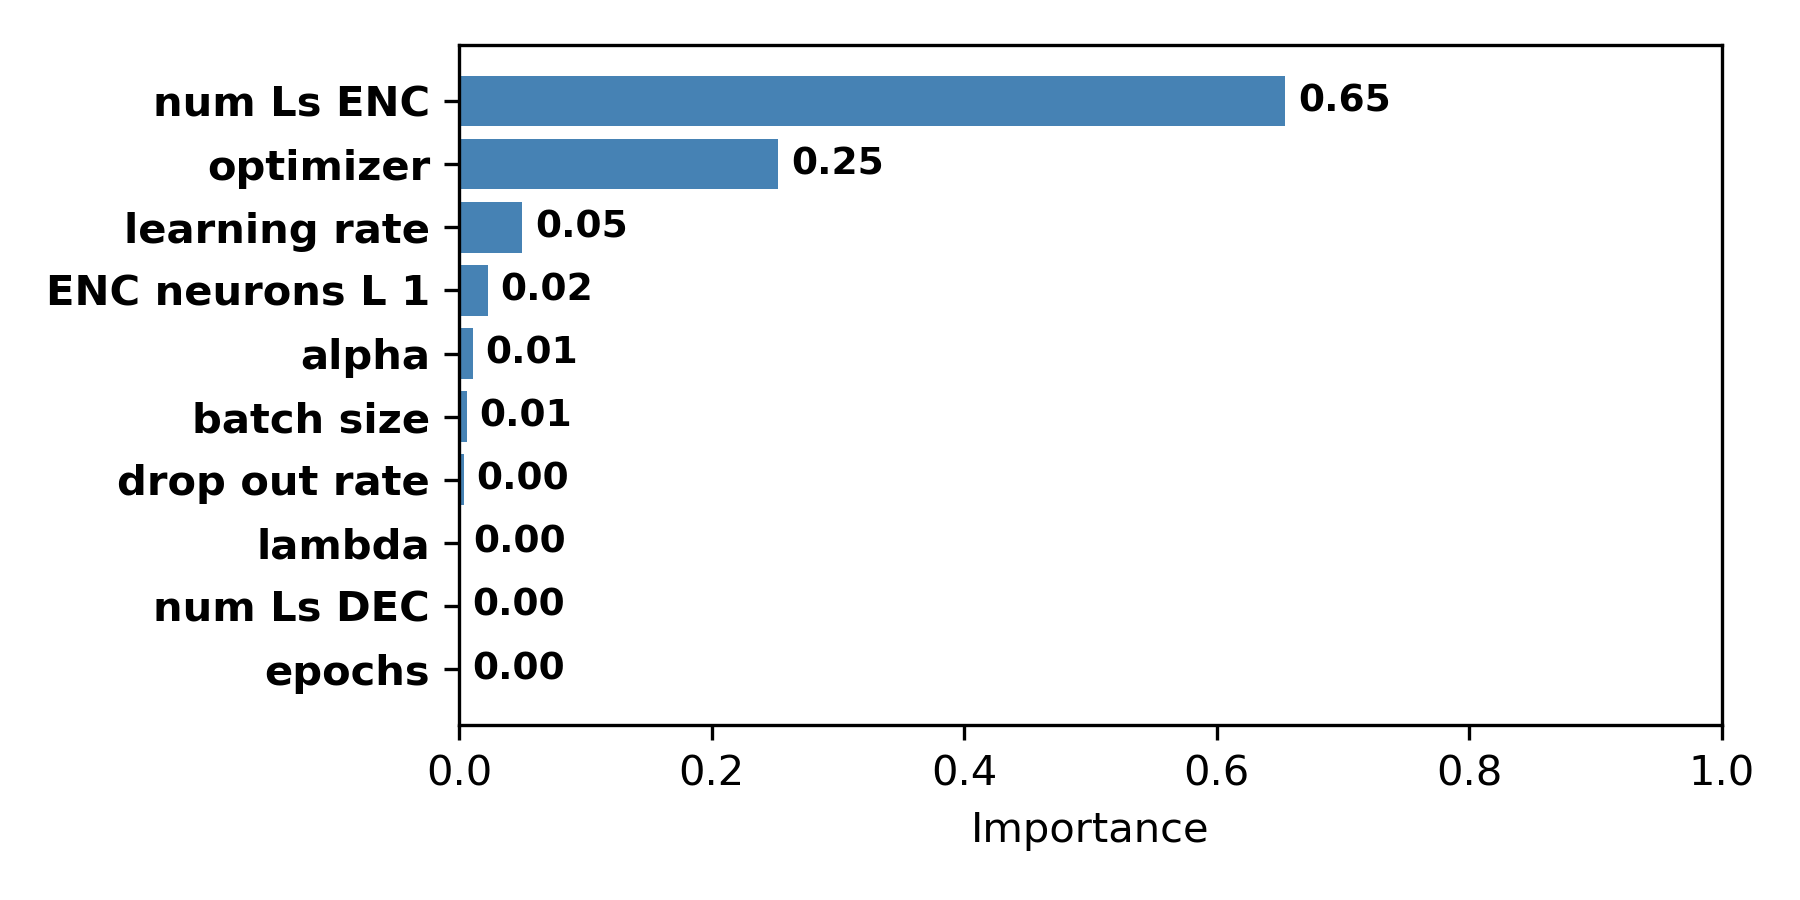 num Ls ENC 0.65
optimizer 0.25
learning rate 0.05
ENC neurons L 1 0.02
alpha 0.01
batch size 0.01
drop out rate 0.00
lambda 0.00
num Ls DEC 0.00
epochs 0.00
0.0 0.2 0.4 0.6 0.8 1.0
Importance